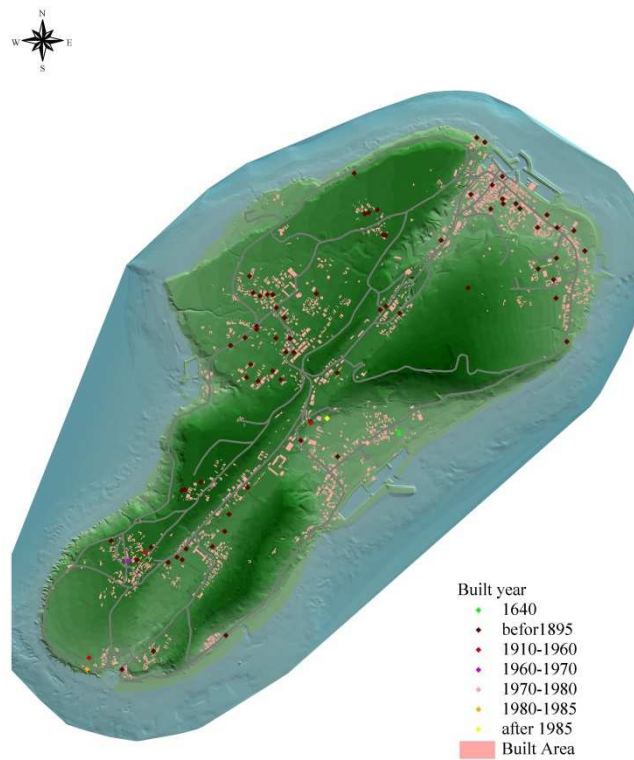 N
W E
S
Built year
1640
befor1895
1910-1960
1960-1970
1970-1980
1980-1985
after 1985
Built Area